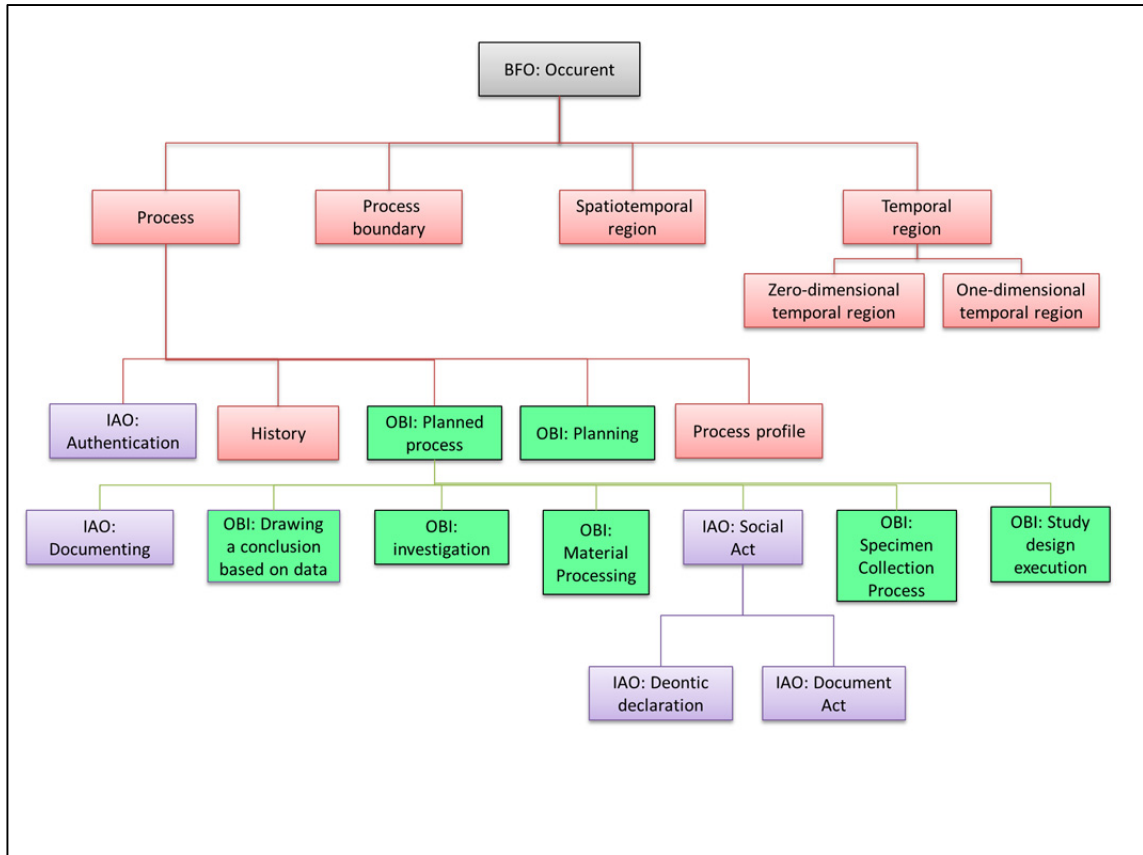 BFO: Occurent
Process
Process
boundary
Spatiotemporal
region
Temporal
region
Zero-dimensional
temporal region
One-dimensional
temporal region
IAO:
Authentication
History
OBI: Planned
process
OBI: Planning
Process profile
IAO:
Documenting
OBI: Drawing
a conclusion
based on data
OBI:
investigation
OBI:
Material
Processing
IAO: Social
Act
OBI:
Specimen
Collection
Process
OBI: Study
design
execution
IAO: Deontic
declaration
IAO: Document
Act